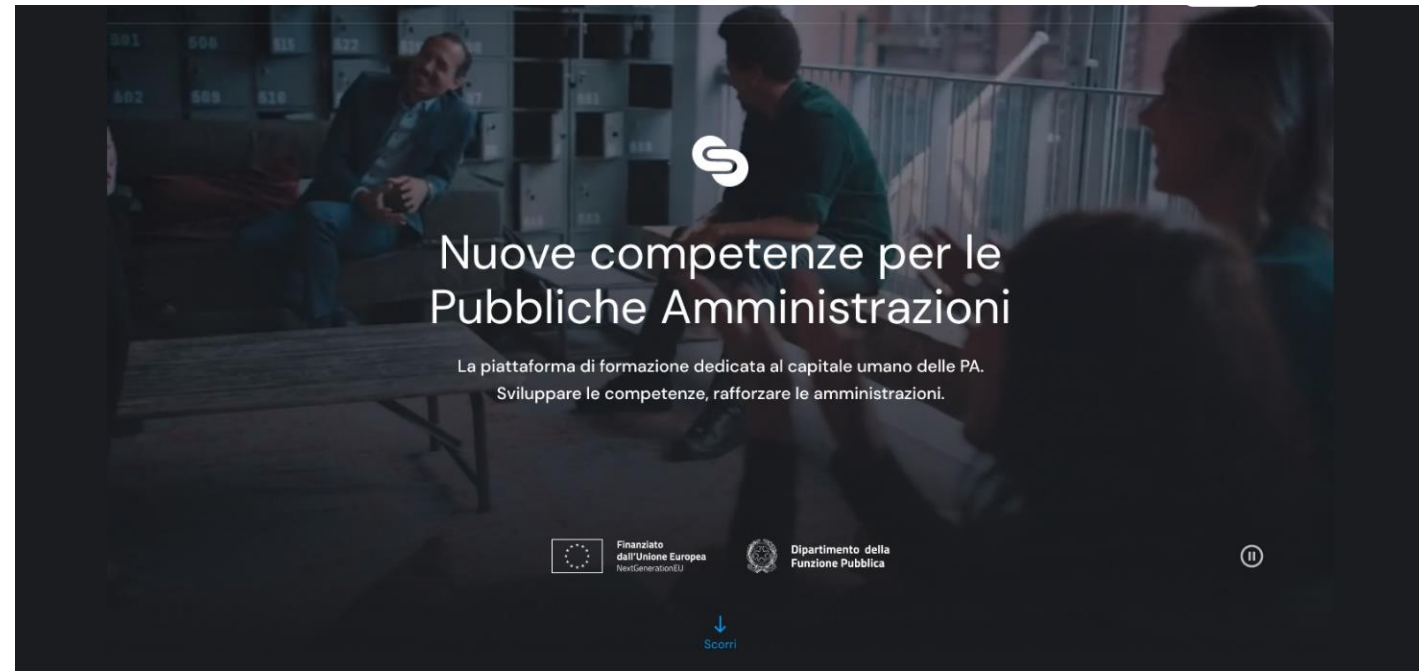 Nuove competenze per le
Pubbliche Amministrazioni
La piattaforma di formazione dedicata al capitale umano delle PA.
Sviluppare le competenze, rafforzare le amministrazioni.
Finanziato
dall'Unione Europea
NextGenerationEU
Dipartimento della
Funzione Pubblica
Scorri